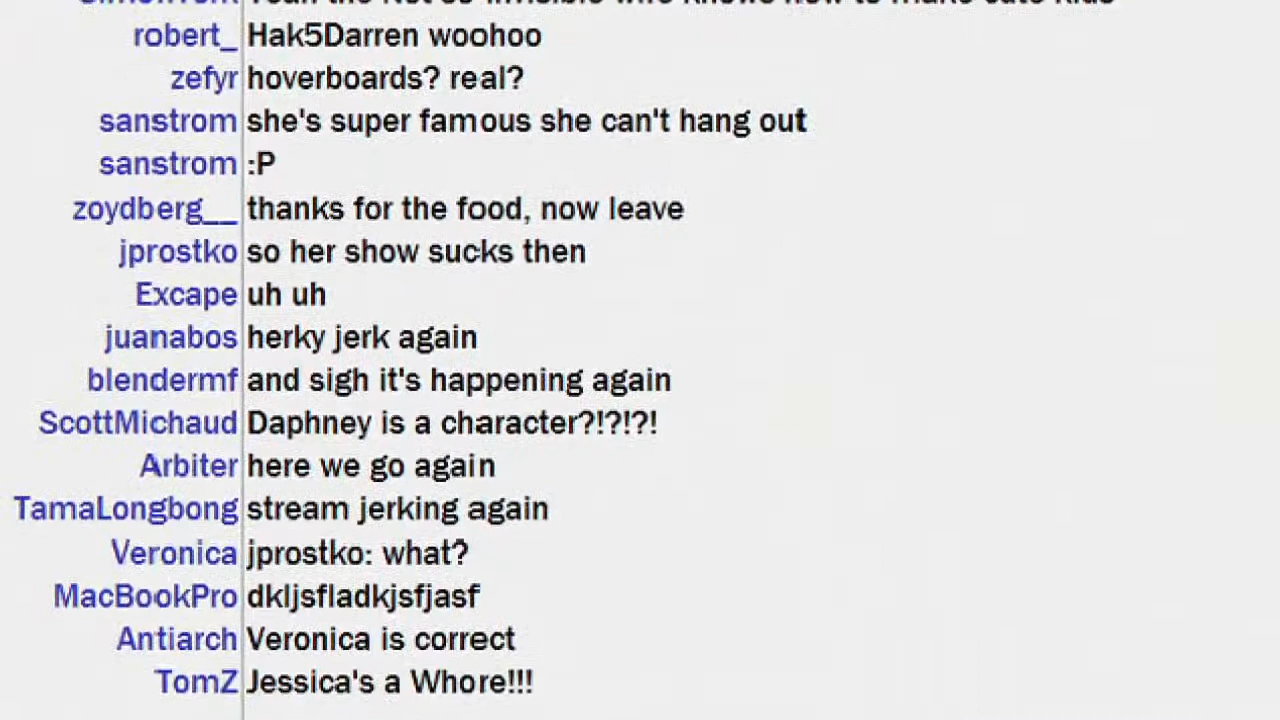 robert_ Hak5Darren woohoo
zefyr hoverboards? real?
sanstrom she's super famous she can't hang out
sanstrom :P
zoydberg__ thanks for the food, now leave
jprostko so her show sucks then
Excape uh uh
juanabos herky jerk again
blendermf and sigh it's happening again
ScottMichaud Daphney is a character?!?!?!
Arbiter here we go again
TamaLongbong stream jerking again
Veronica jprostko: what?
MacBookPro dkljsfladkjsfjasf
Antiarch Veronica is correct
TomZ Jessica's a Whore!!!